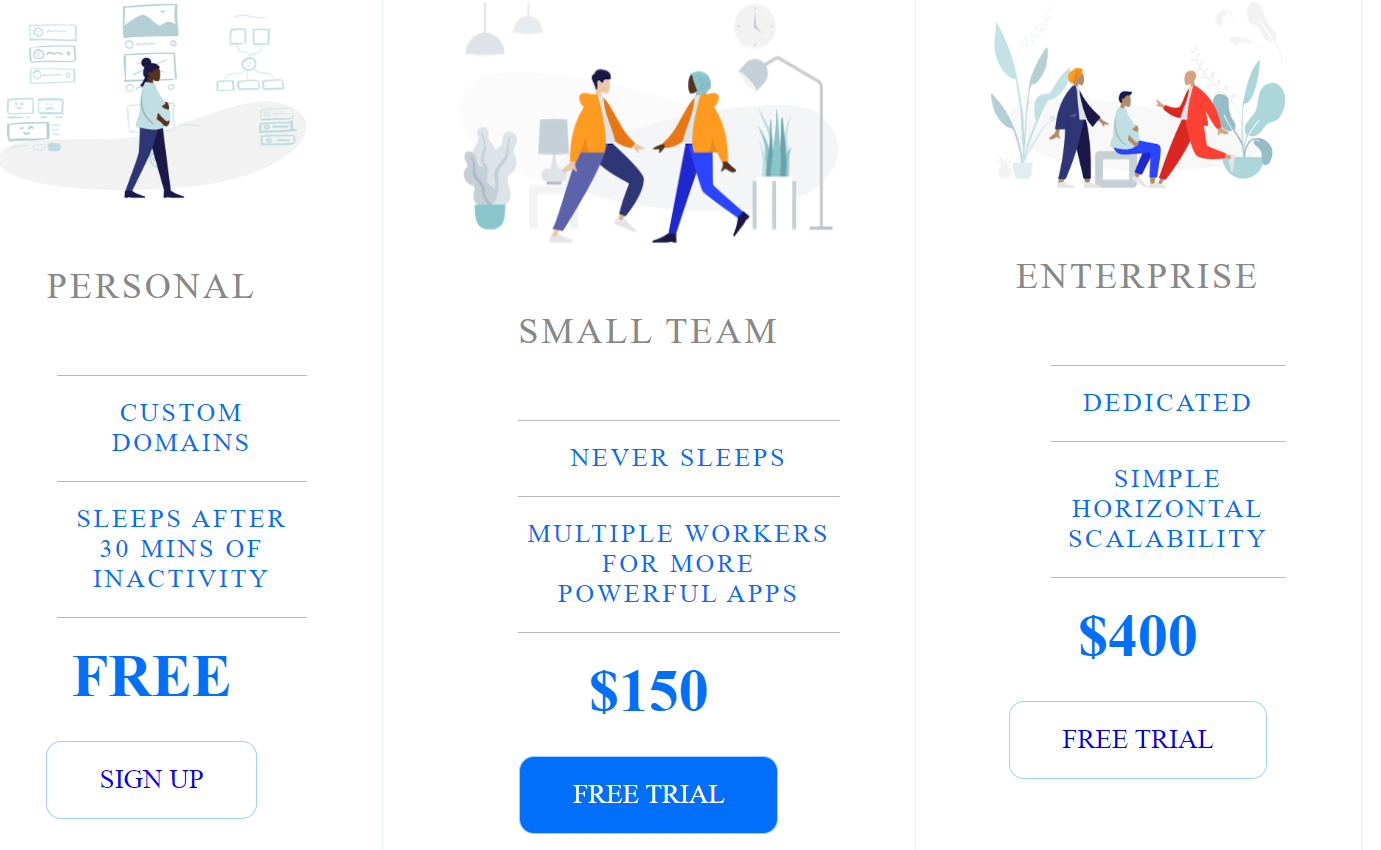 PERSONAL
CUSTOM
DOMAINS
SLEEPS AFTER
30 MINS OF
INACTIVITY
FREE
SIGN UP
SMALL TEAM
NEVER SLEEPS
MULTIPLE WORKERS
FOR MORE
POWERFUL APPS
$150
FREE TRIAL
ENTERPRISE
DEDICATED
SIMPLE
HORIZONTAL
SCALABILITY
$400
FREE TRIAL